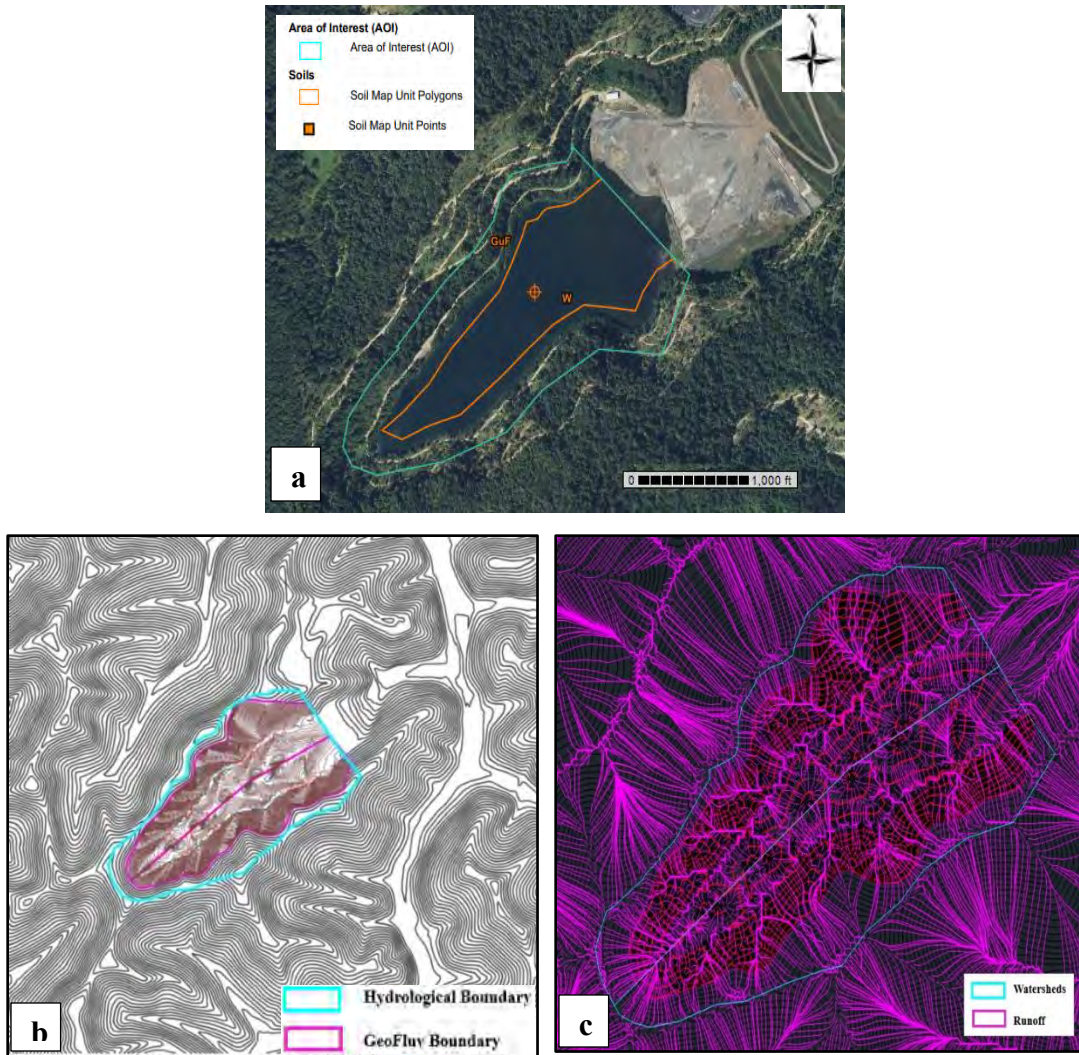 Area of Interest (AOI)
Area of Interest (AOI)
Soils
Soil Map Unit Polygons
Soil Map Unit Points
N
GuF
W
a
0 1,000 ft
b
Hydrological Boundary
GeoFluv Boundary
c
Watersheds
Runoff